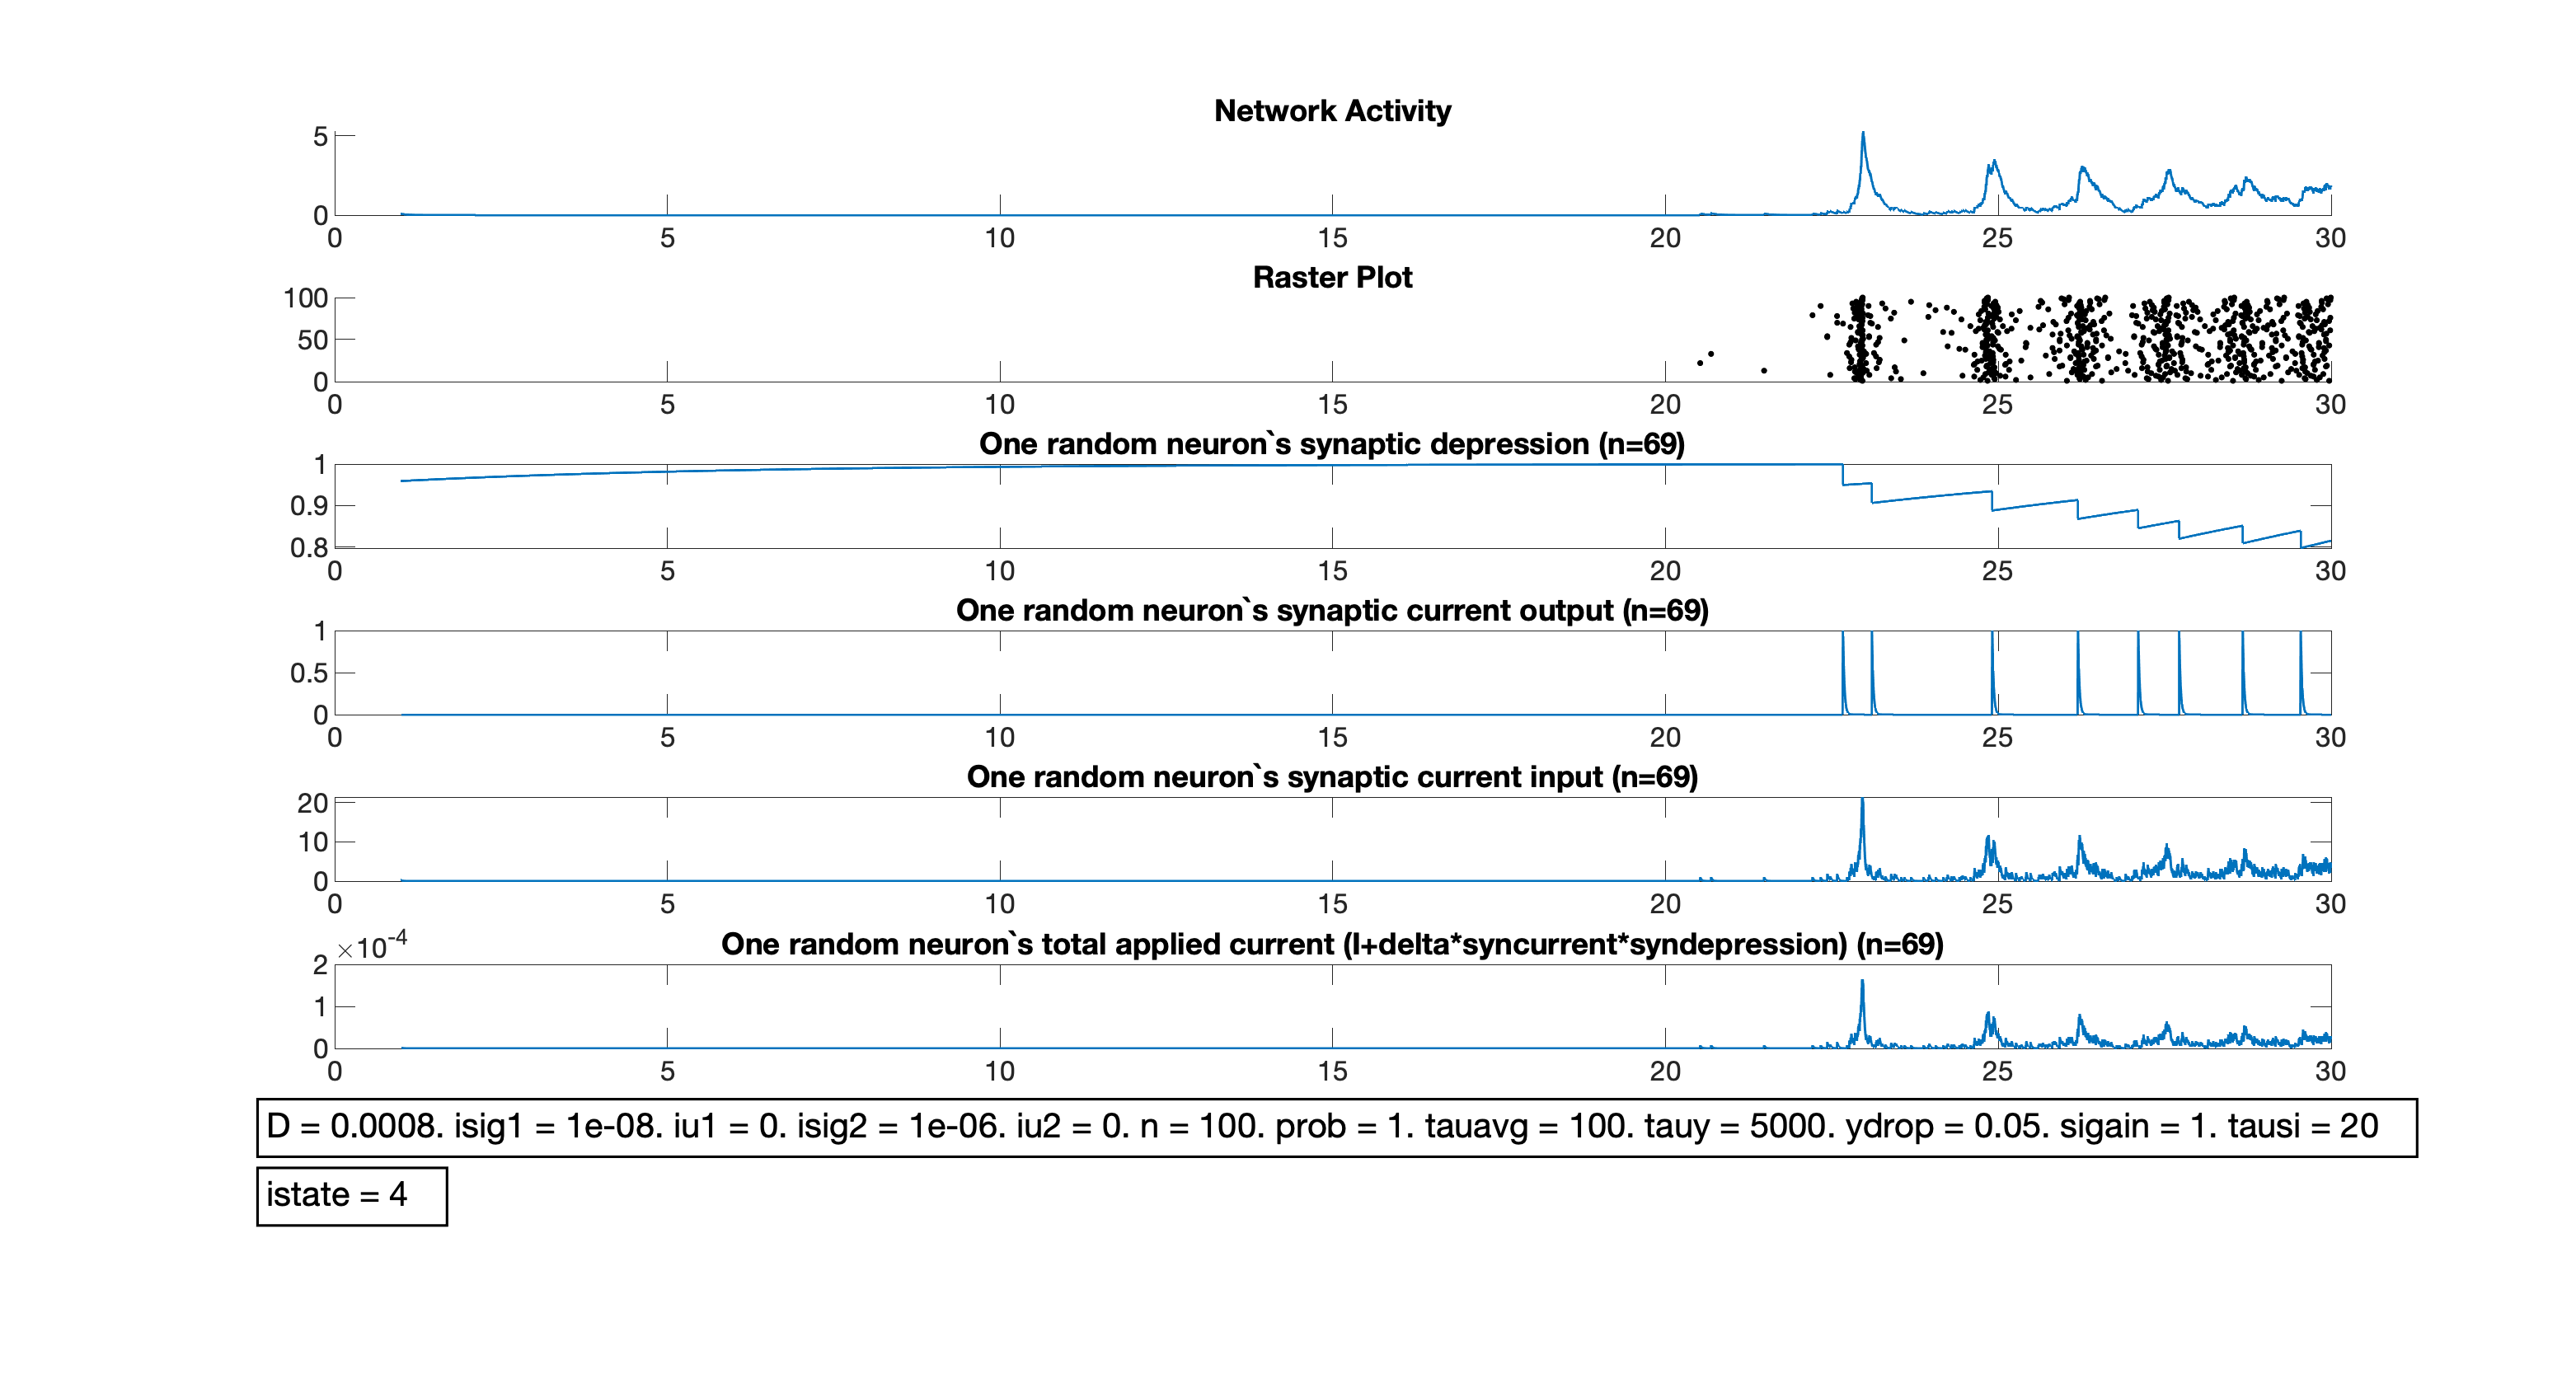 Network Activity
5
0
0 5 10 15 20 25 30
Raster Plot
100
50
0
0 5 10 15 20 25 30
One random neuron`s synaptic depression (n=69)
1
0.9
0.8
0 5 10 15 20 25 30
One random neuron`s synaptic current output (n=69)
1
0.5
0
0 5 10 15 20 25 30
One random neuron`s synaptic current input (n=69)
20
10
0
0 5 10 15 20 25 30
×10-4
One random neuron`s total applied current (I+delta*syncurrent*syndepression) (n=69)
2
1
0
0 5 10 15 20 25 30
D = 0.0008. isig1 = 1e-08. iu1 = 0. isig2 = 1e-06. iu2 = 0. n = 100. prob = 1. tauavg = 100. tauy = 5000. ydrop = 0.05. sigain = 1. tausi = 20
istate = 4